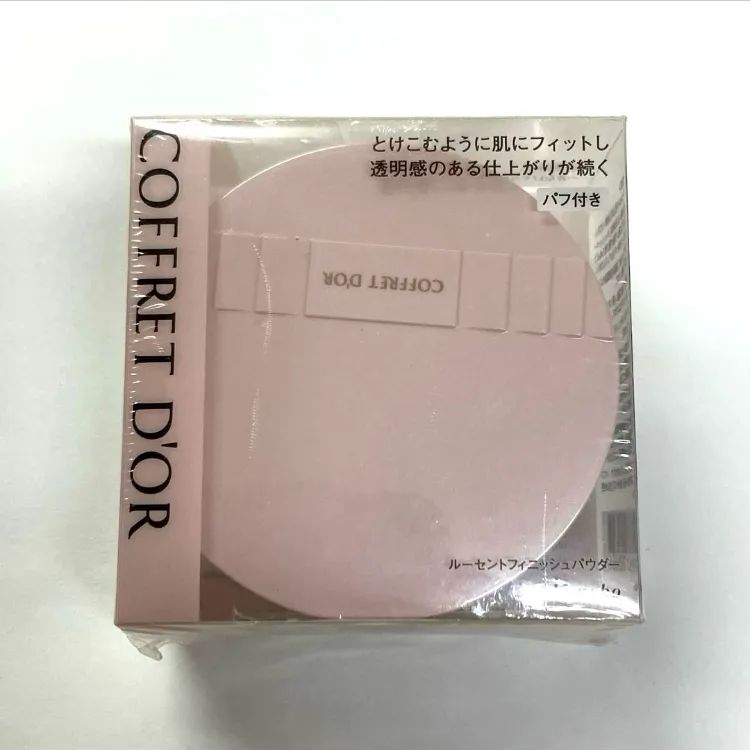 COFFRET D'OR
とけこむように肌にフィットし
透明感のある仕上がりが続く
パフ付き
COFFRET D'OR
ルーセントフィニッシュパウダー